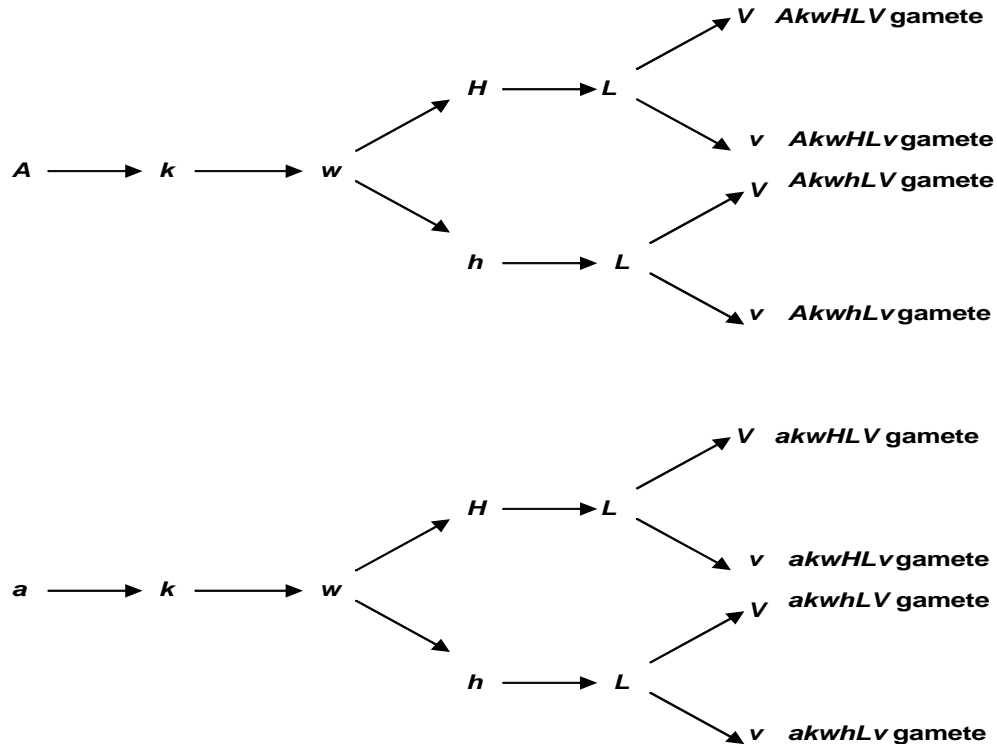 V AkwHLV gamete
H L
v AkwHLv gamete
A k w
V AkwhLV gamete
h L
v AkwhLv gamete
V akwHLV gamete
H L
v akwHLv gamete
a k w
V akwhLV gamete
h L
v akwhLv gamete